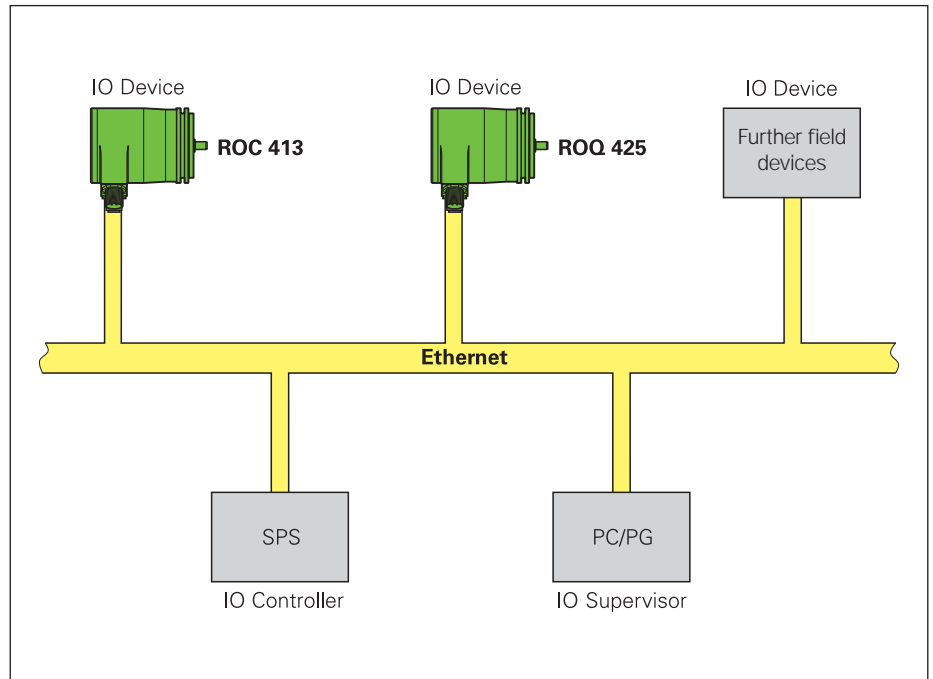 IO Device
IO Device
IO Device
ROC 413
ROQ 425
Further field
devices
Ethernet
SPS
PC/PG
IO Controller
IO Supervisor